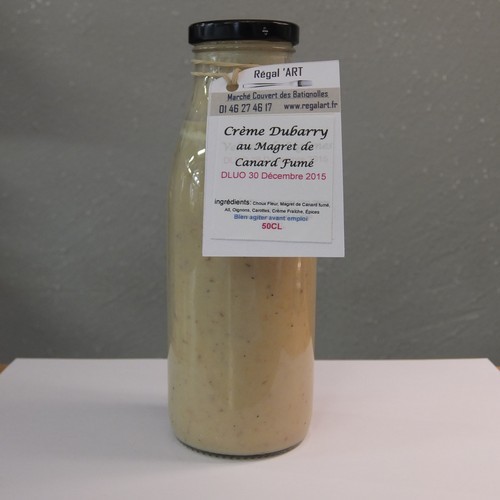 Régal 'ART
Marché Couvert des Batignolles
01 46 27 46 17 www.regalart.fr
Crème Dubarry
au Magret de
Canard Fumé
DLUO 30 Décembre 2015
ingrédients: Choux Fleur, Magret de Canard fumé,
Ail, Oignons, Carottes, Crème Fraîche, Épices
Bien agiter avant emploi
50CL